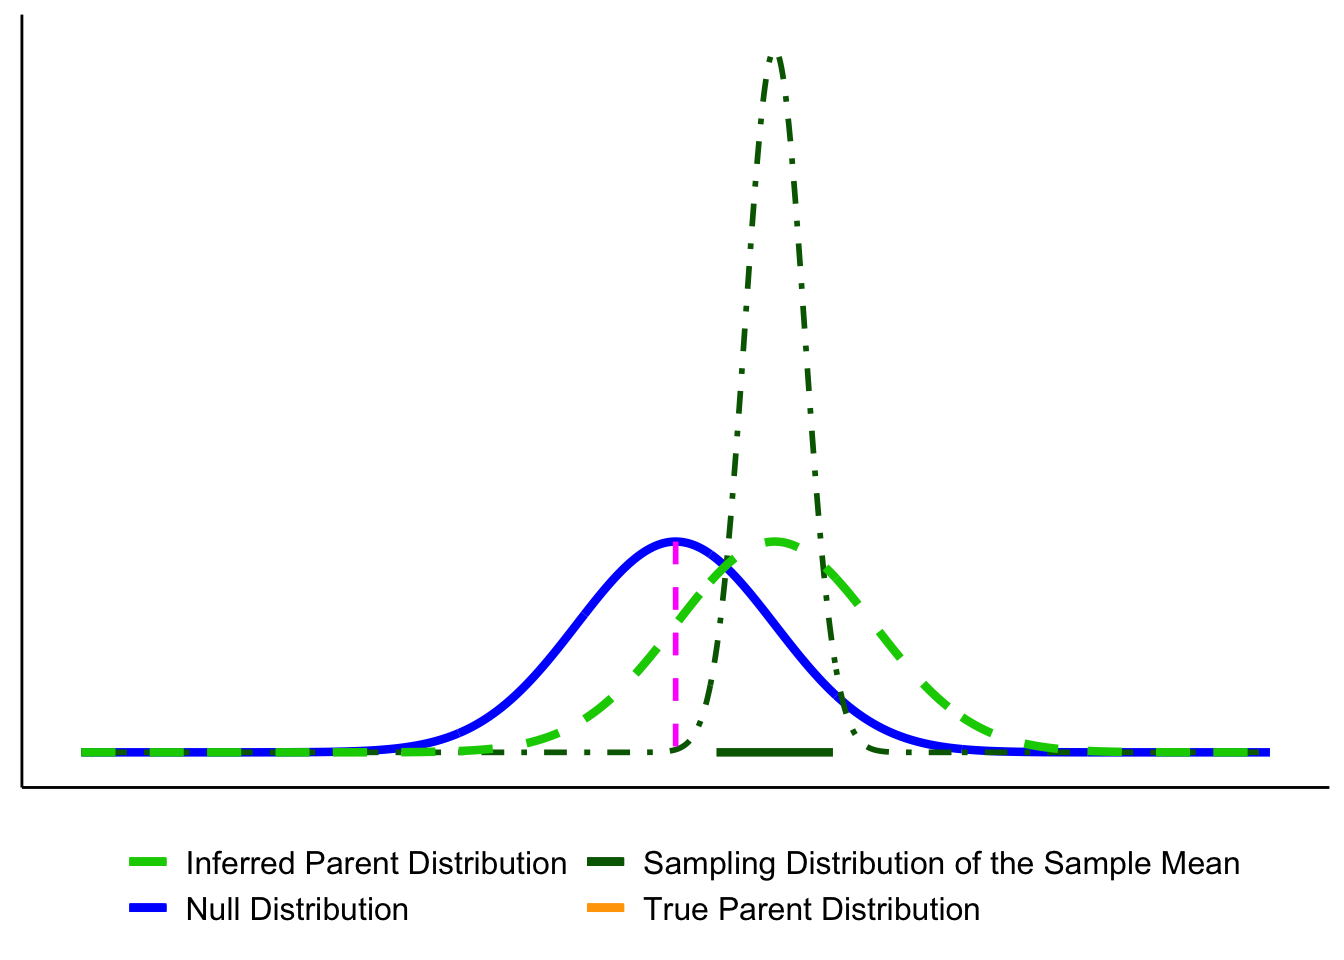 Inferred Parent Distribution
Sampling Distribution of the Sample Mean
Null Distribution
True Parent Distribution